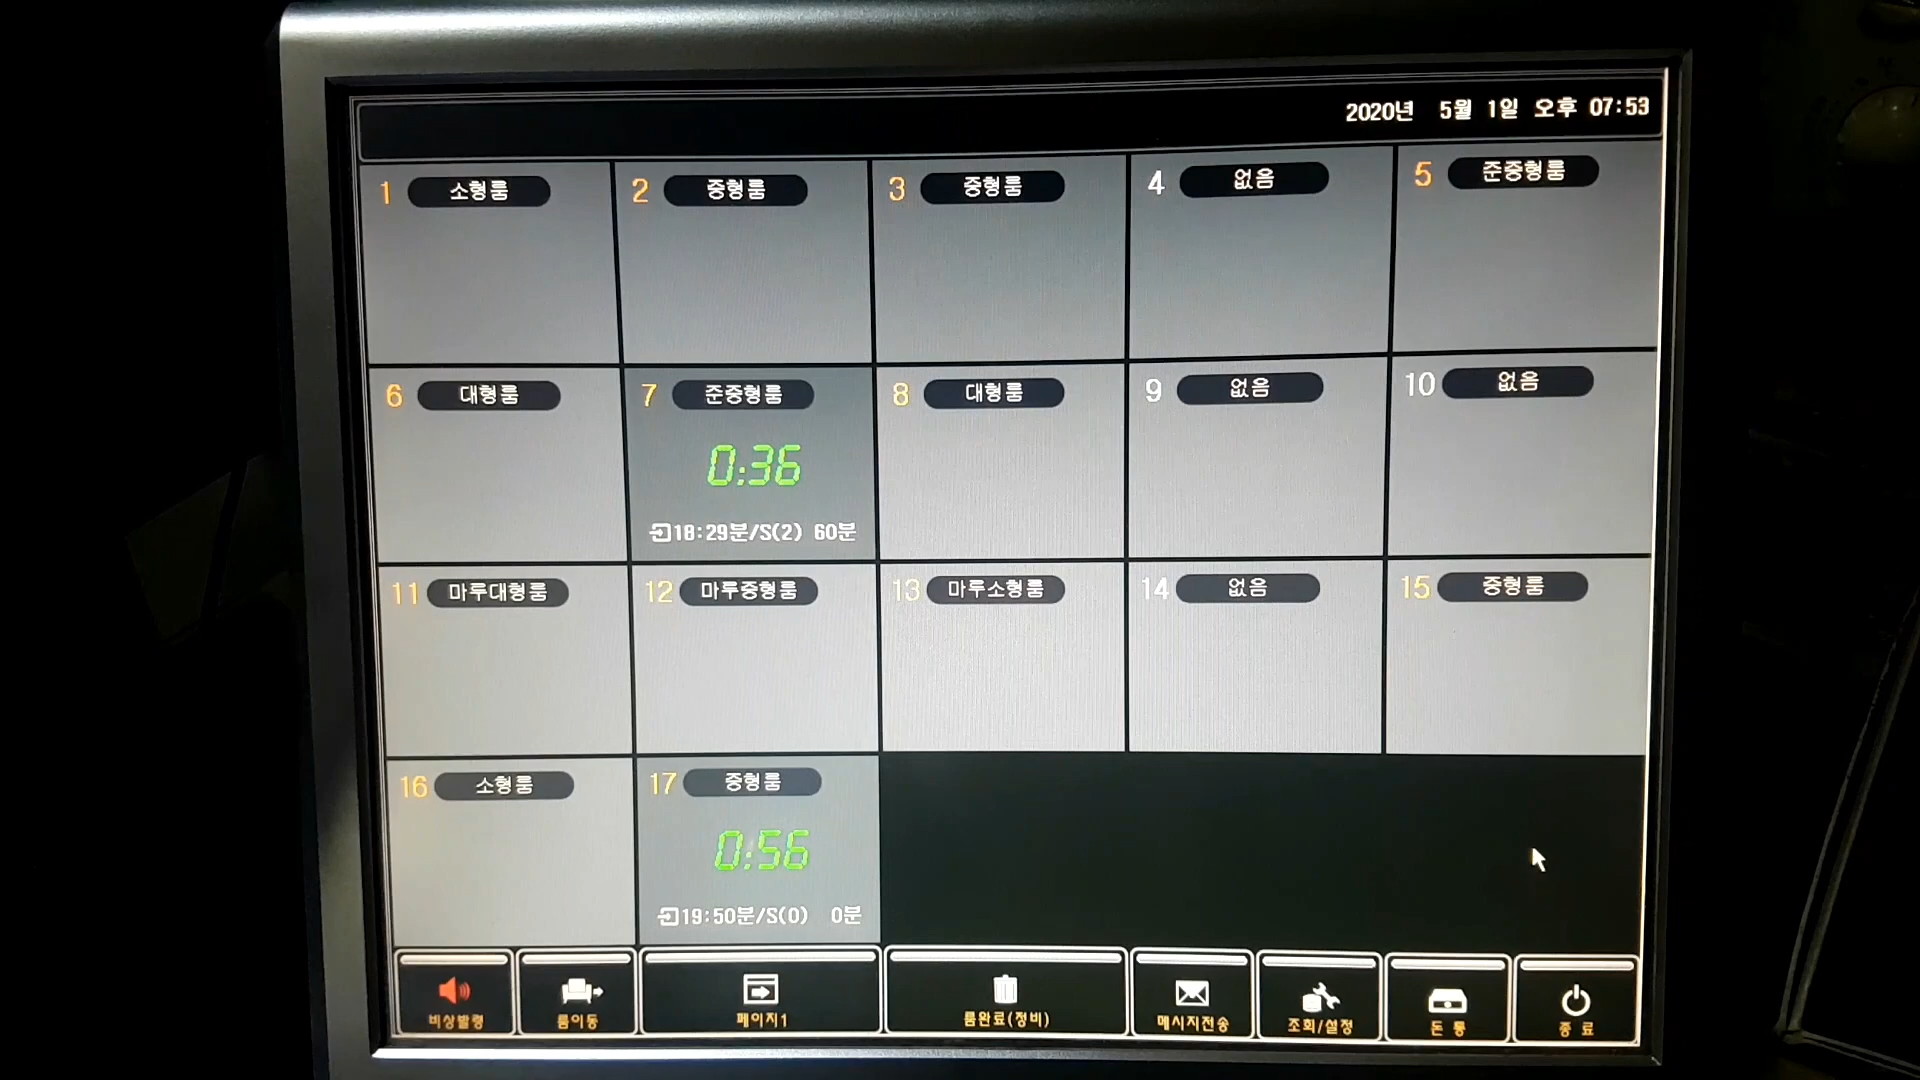 2020년 5월 1일 오후 07:53
1 소형룸
2 중형룸
3 중형룸
4 없음
5 준중형룸
6 대형룸
7 준중형룸
0:36
18:29분/S(2) 60분
8 대형룸
9 없음
10 없음
11 마루대형룸
12 마루중형룸
13 마루소형룸
14 없음
15 중형룸
16 소형룸
17 중형룸
0:56
19:50분/S(0) 0분
비상발령
룸이동
페이지1
룸완료(정비)
메시지전송
조회/설정
돈 통
종 료